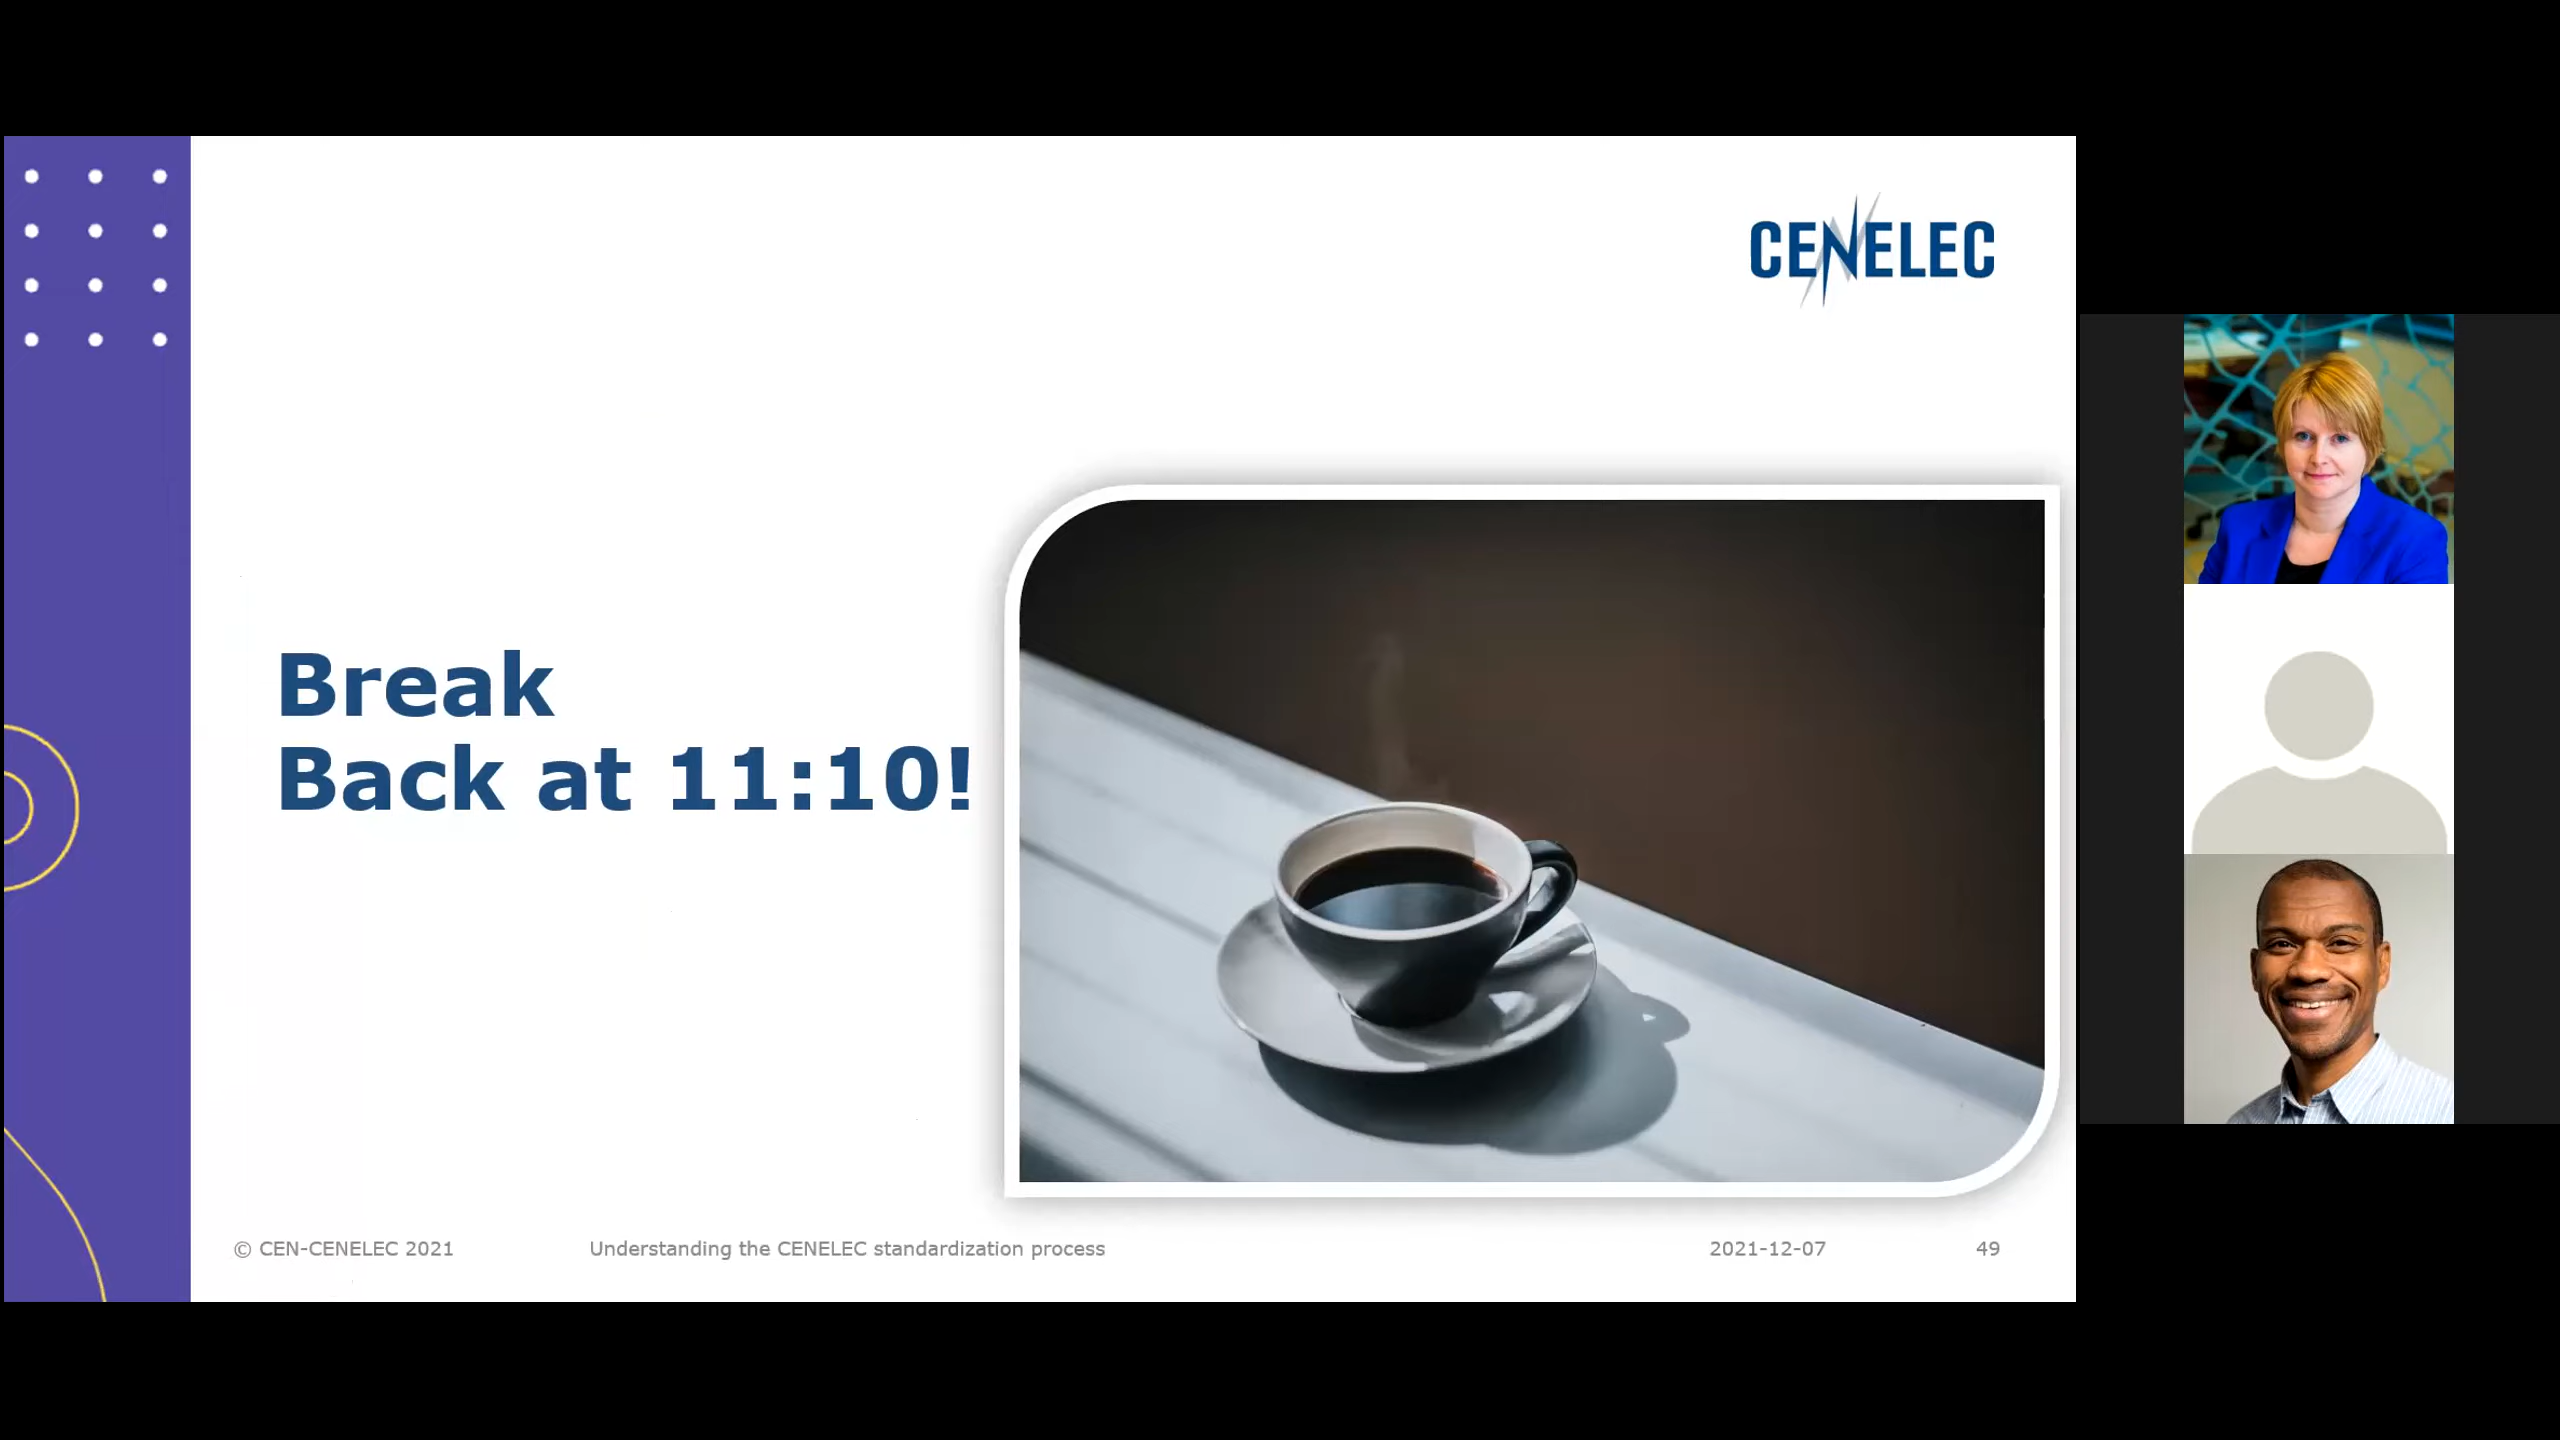 CENELEC
Break
Back at 11:10!
© CEN-CENELEC 2021
Understanding the CENELEC standardization process
2021-12-07
49